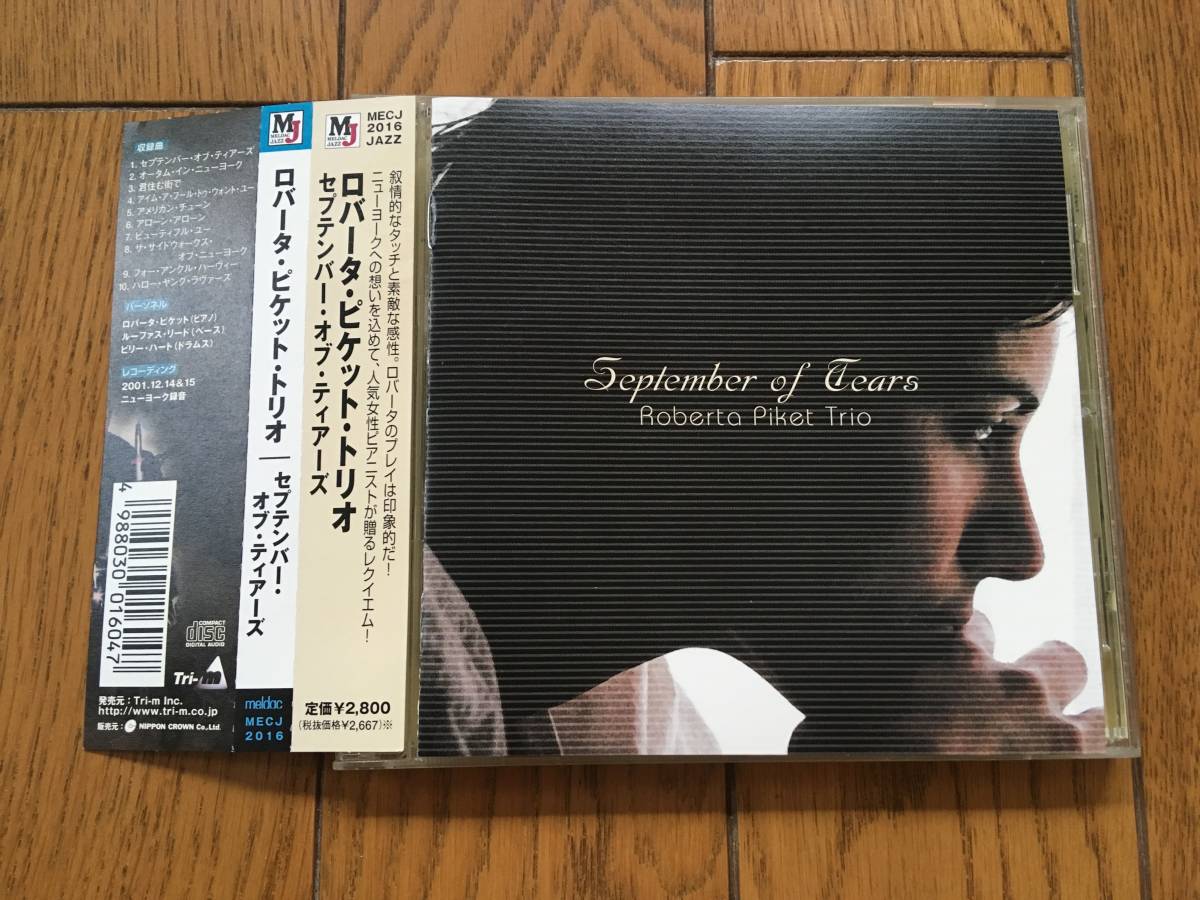 収録曲
1. セプテンバー・オブ・ティアーズ
2. オータム・イン・ニューヨーク
3. 君住む街で
4. アイム・ア・フール・トゥ・ウォント・ユー
5. アメリカン・チューン
6. アローン・アローン
7. ビューティフル・ユー
8. ザ・サイドウォークス・
オブ・ニューヨーク
9. フォー・アンクル・ハーヴィー
10. ハロー・ヤング・ラヴァーズ
パーソネル
ロバータ・ピケット(ピアノ)
ルーファス・リード(ベース)
ビリー・ハート(ドラムス)
レコーディング
2001.12.14&15
ニューヨーク録音
4 988030 016047
COMPACT
disc
DIGITAL AUDIO
Tri-m
発売元:Tri-m Inc.
http://www.tri-m.co.jp
販売元: NIPPON CROWN Co.,Ltd.
MJ
MELDAC
JAZZ
ロバータ・ピケット・トリオ
セプテンバー・
オブ・ティアーズ
meldac
MECJ
2016
MJ
MELDAC
JAZZ
MECJ
2016
JAZZ
叙情的なタッチと素敵な感性。ロバータのプレイは印象的だ!
ニューヨークへの想いを込めて、人気女性ピアニストが贈るレクイエム!
ロバータ・ピケット・トリオ
セプテンバー・オブ・ティアーズ
定価¥2,800
(税抜価格¥2,667)※
September of Tears
Roberta Piket Trio